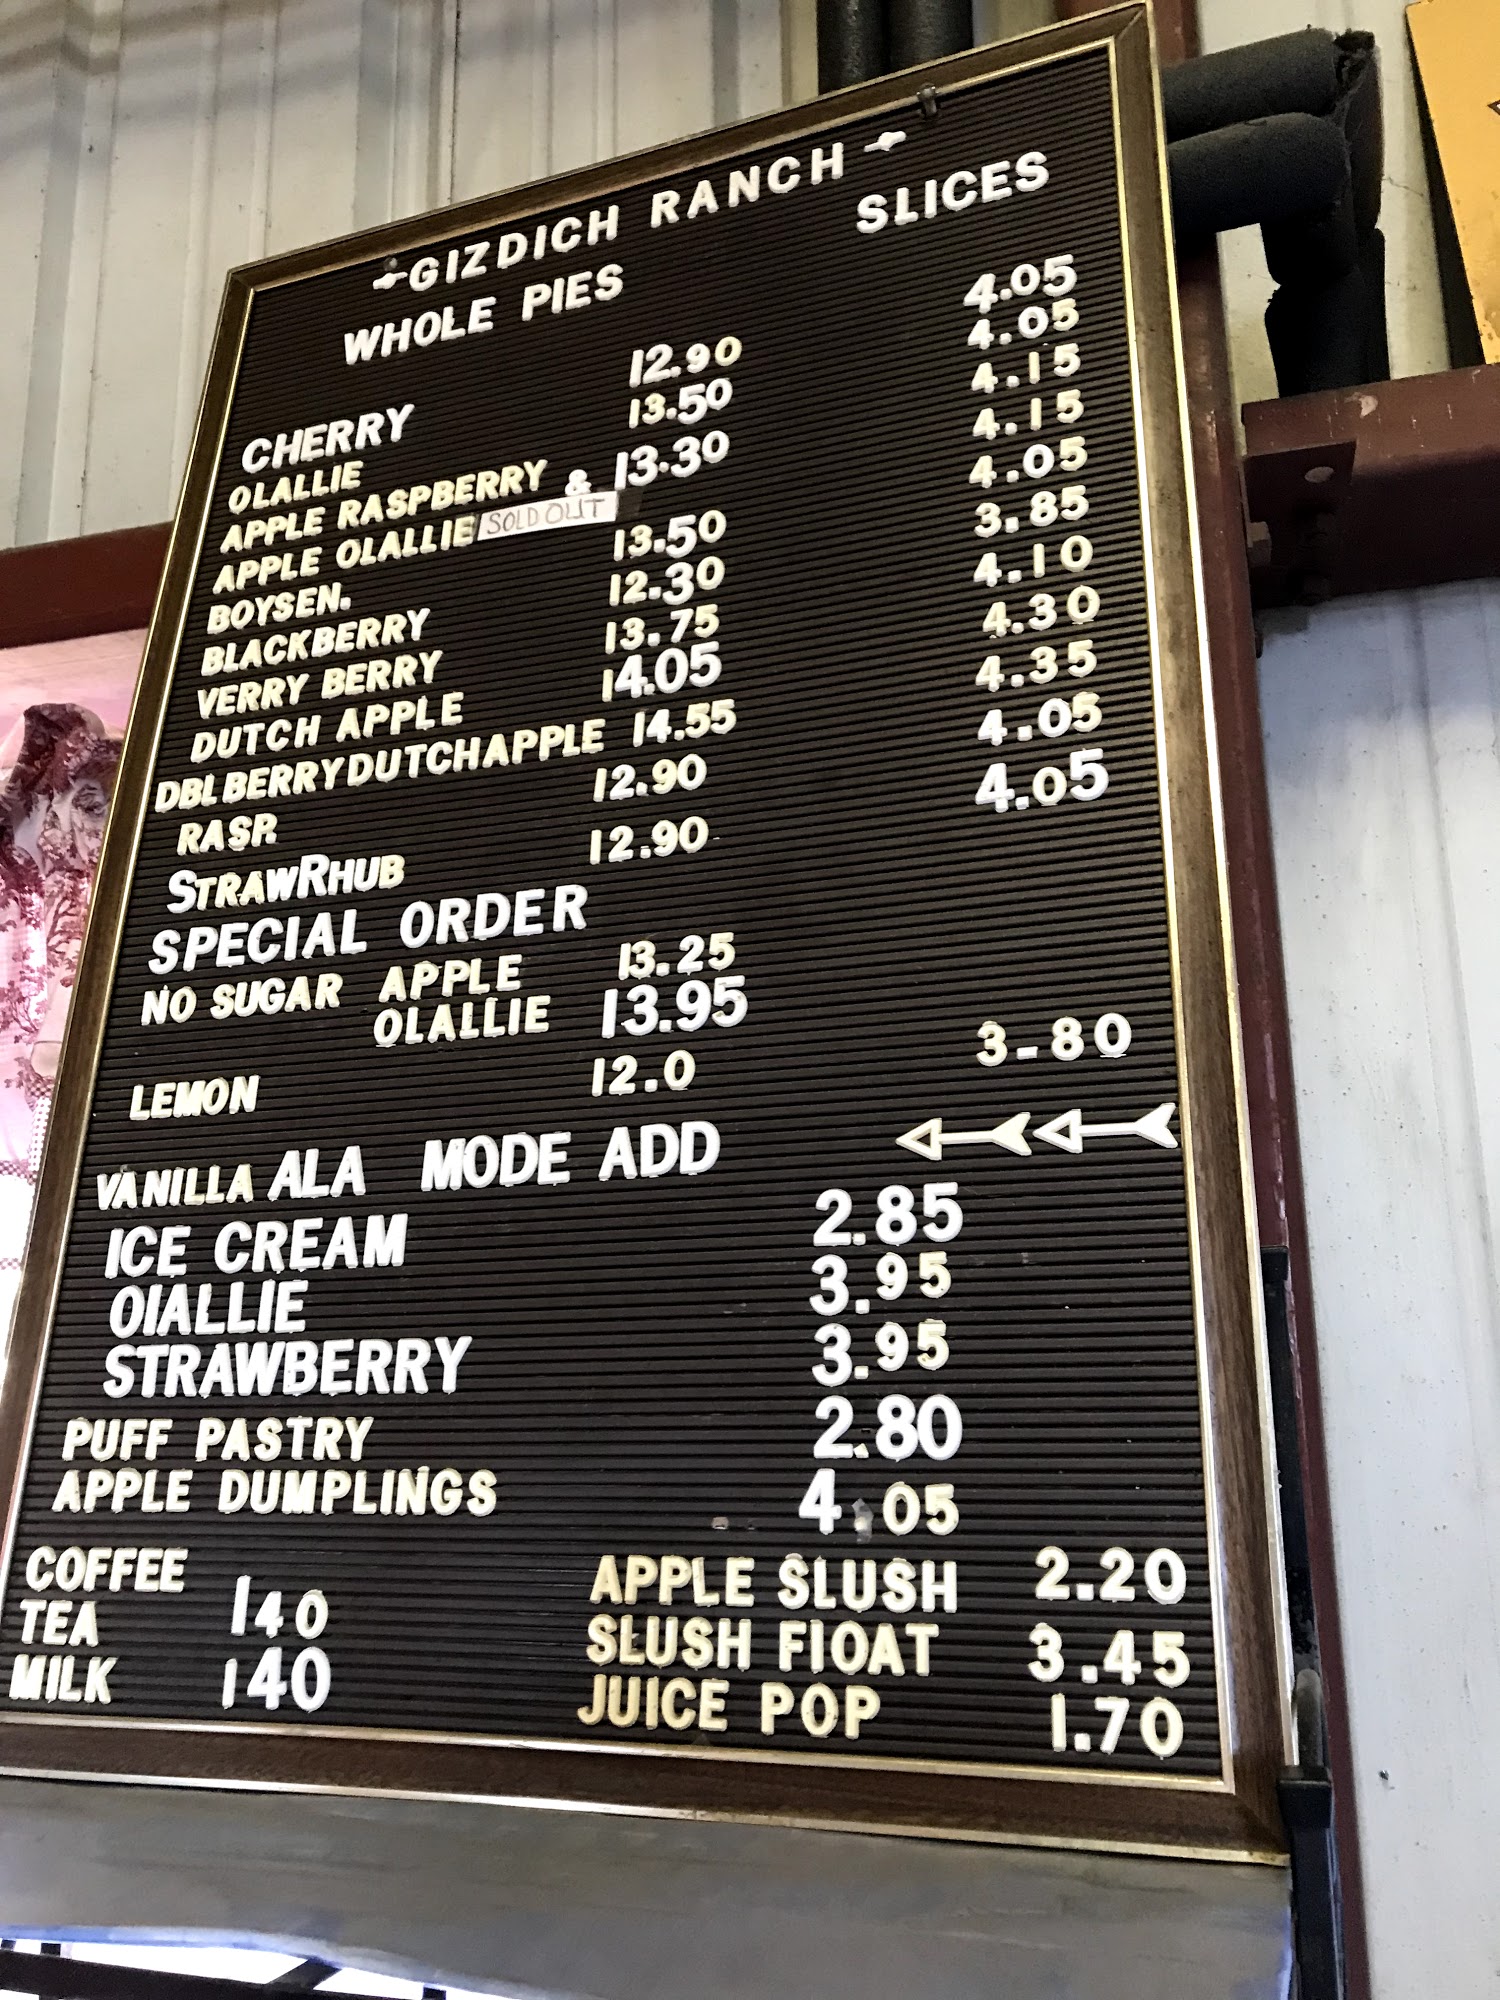 GIZDICH RANCH
WHOLE PIES SLICES
CHERRY 12.90 4.05
OLALLIE 13.50 4.05
APPLE RASPBERRY & 13.30 4.15
APPLE OLALLIE SOLD OUT 4.15
BOYSEN. 13.50 4.05
BLACKBERRY 12.30 3.85
VERRY BERRY 13.75 4.10
DUTCH APPLE 14.05 4.30
DBLBERRYDUTCHAPPLE 14.55 4.35
RASP. 12.90 4.05
STRAWRHUB 12.90 4.05
SPECIAL ORDER
NO SUGAR APPLE 13.25
OLALLIE 13.95
LEMON 12.0 3-80
VANILLA ALA MODE ADD
ICE CREAM 2.85
OIALLIE 3.95
STRAWBERRY 3.95
PUFF PASTRY 2.80
APPLE DUMPLINGS 4.05
COFFEE APPLE SLUSH 2.20
TEA 140 SLUSH FIOAT 3.45
MILK 140 JUICE POP 1.70